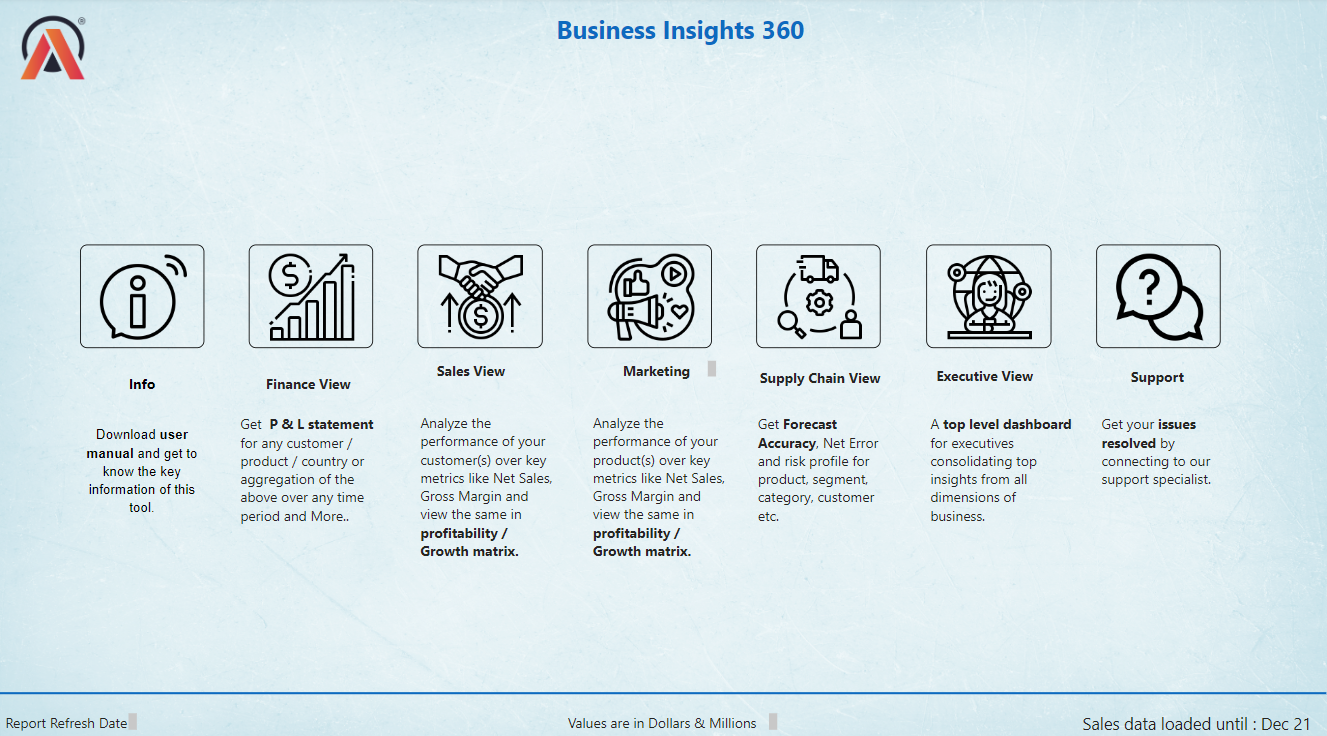 ®
Business Insights 360
Info
Download user
manual and get to
know the key
information of this
tool.
Finance View
Get P & L statement
for any customer /
product / country or
aggregation of the
above over any time
period and More..
Sales View
Analyze the
performance of your
customer(s) over key
metrics like Net Sales,
Gross Margin and
view the same in
profitability /
Growth matrix.
Marketing
Analyze the
performance of your
product(s) over key
metrics like Net Sales,
Gross Margin and
view the same in
profitability /
Growth matrix.
Supply Chain View
Get Forecast
Accuracy, Net Error
and risk profile for
product, segment,
category, customer
etc.
Executive View
A top level dashboard
for executives
consolidating top
insights from all
dimensions of
business.
Support
Get your issues
resolved by
connecting to our
support specialist.
Report Refresh Date
Values are in Dollars & Millions
Sales data loaded until : Dec 21